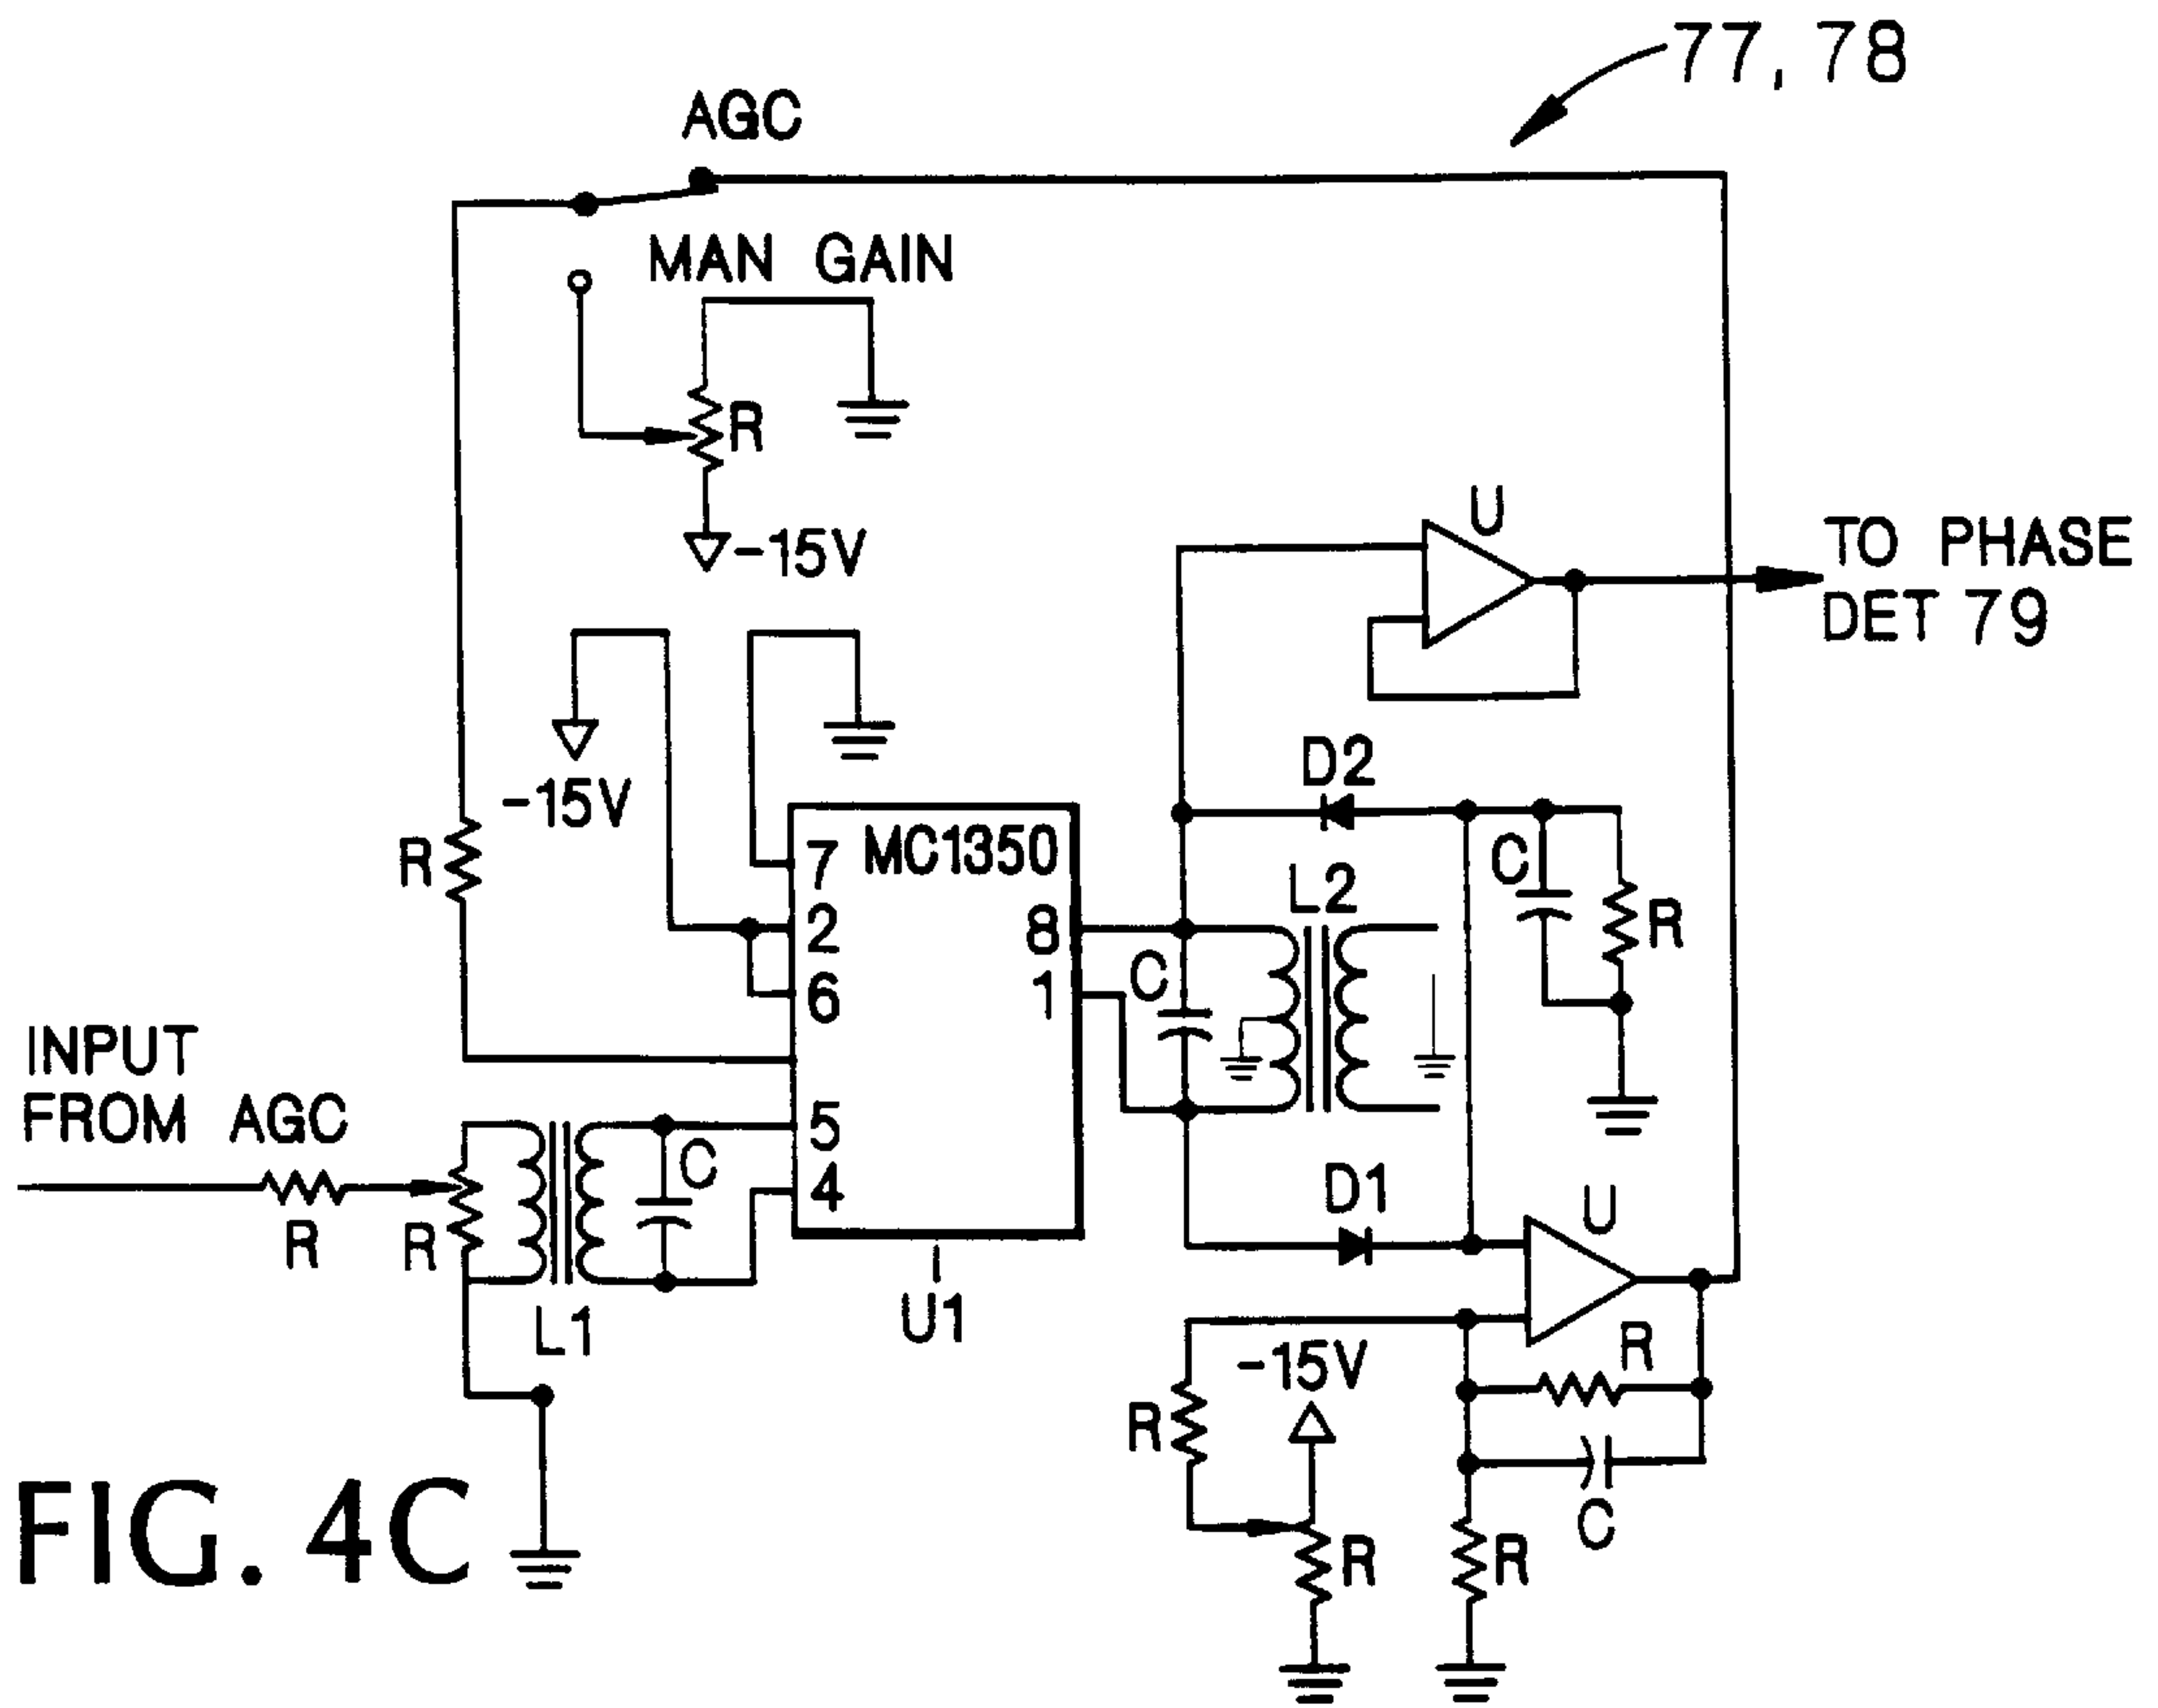 77, 78
AGC
MAN GAIN
R
-15V
U
TO PHASE
DET 79
-15V
D2
R
MC1350
7
2
6
8
1
5
4
C
L2
C
R
INPUT
FROM AGC
R
R
C
L1
U1
D1
U
-15V
R
R
R
C
R
FIG. 4C